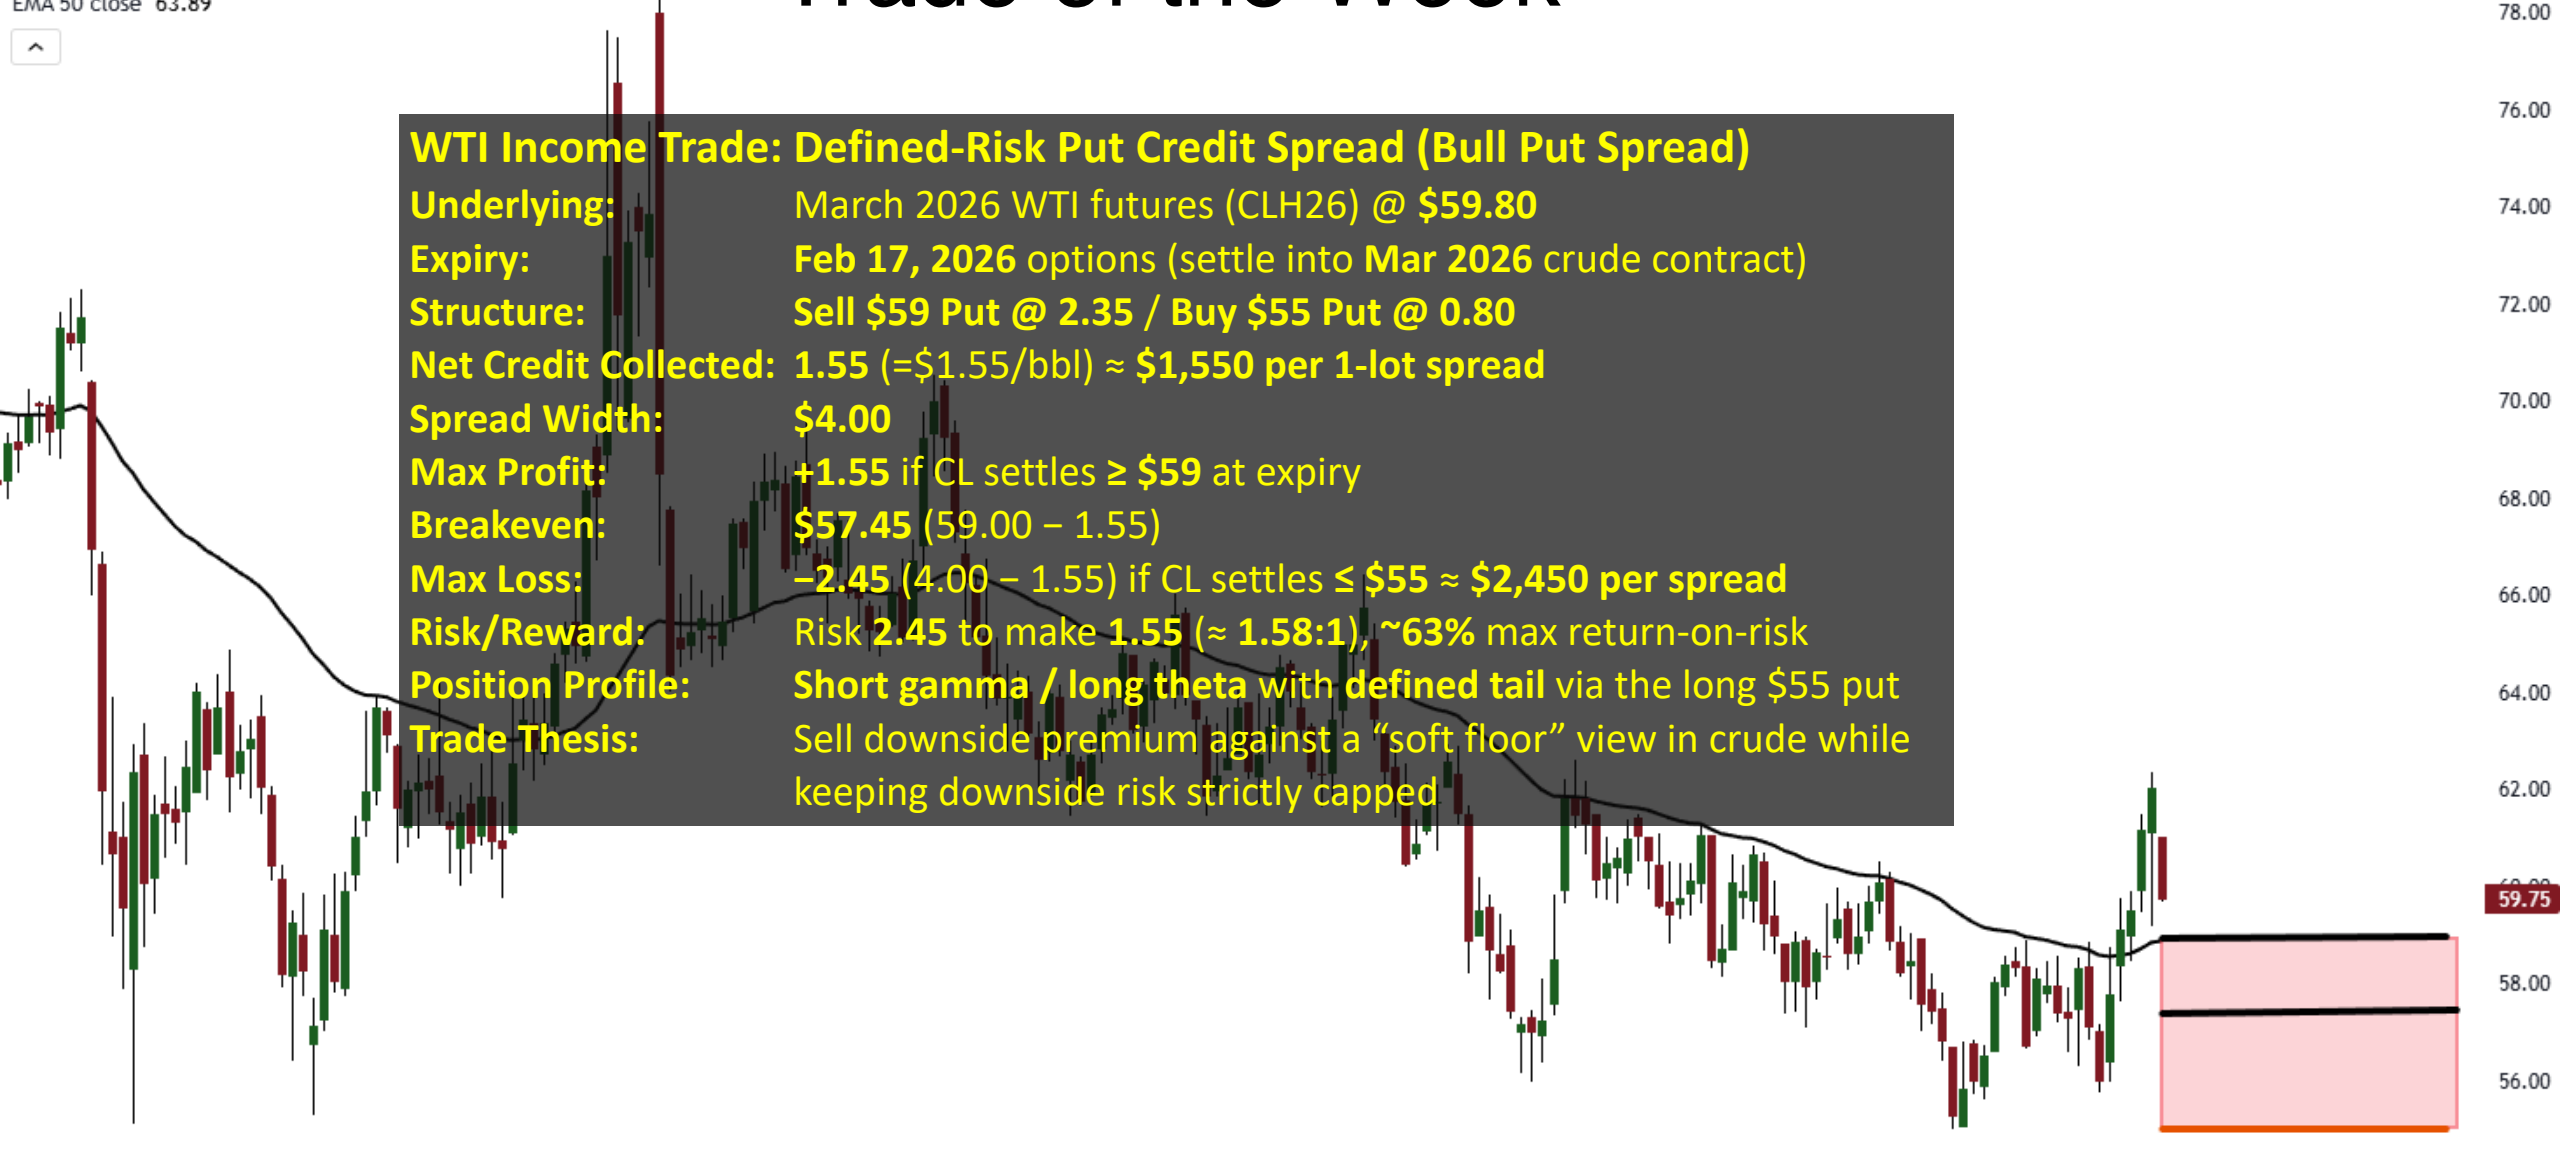 EMA 50 close 63.89
Trade of the Week
WTI Income Trade: Defined-Risk Put Credit Spread (Bull Put Spread)
Underlying: March 2026 WTI futures (CLH26) @ $59.80
Expiry: Feb 17, 2026 options (settle into Mar 2026 crude contract)
Structure: Sell $59 Put @ 2.35 / Buy $55 Put @ 0.80
Net Credit Collected: 1.55 (=$1.55/bbl) ≈ $1,550 per 1-lot spread
Spread Width: $4.00
Max Profit: +1.55 if CL settles ≥ $59 at expiry
Breakeven: $57.45 (59.00 − 1.55)
Max Loss: −2.45 (4.00 − 1.55) if CL settles ≤ $55 ≈ $2,450 per spread
Risk/Reward: Risk 2.45 to make 1.55 (≈ 1.58:1), ~63% max return-on-risk
Position Profile: Short gamma / long theta with defined tail via the long $55 put
Trade Thesis: Sell downside premium against a “soft floor” view in crude while
keeping downside risk strictly capped
78.00
76.00
74.00
72.00
70.00
68.00
66.00
64.00
62.00
60.00
59.75
58.00
56.00